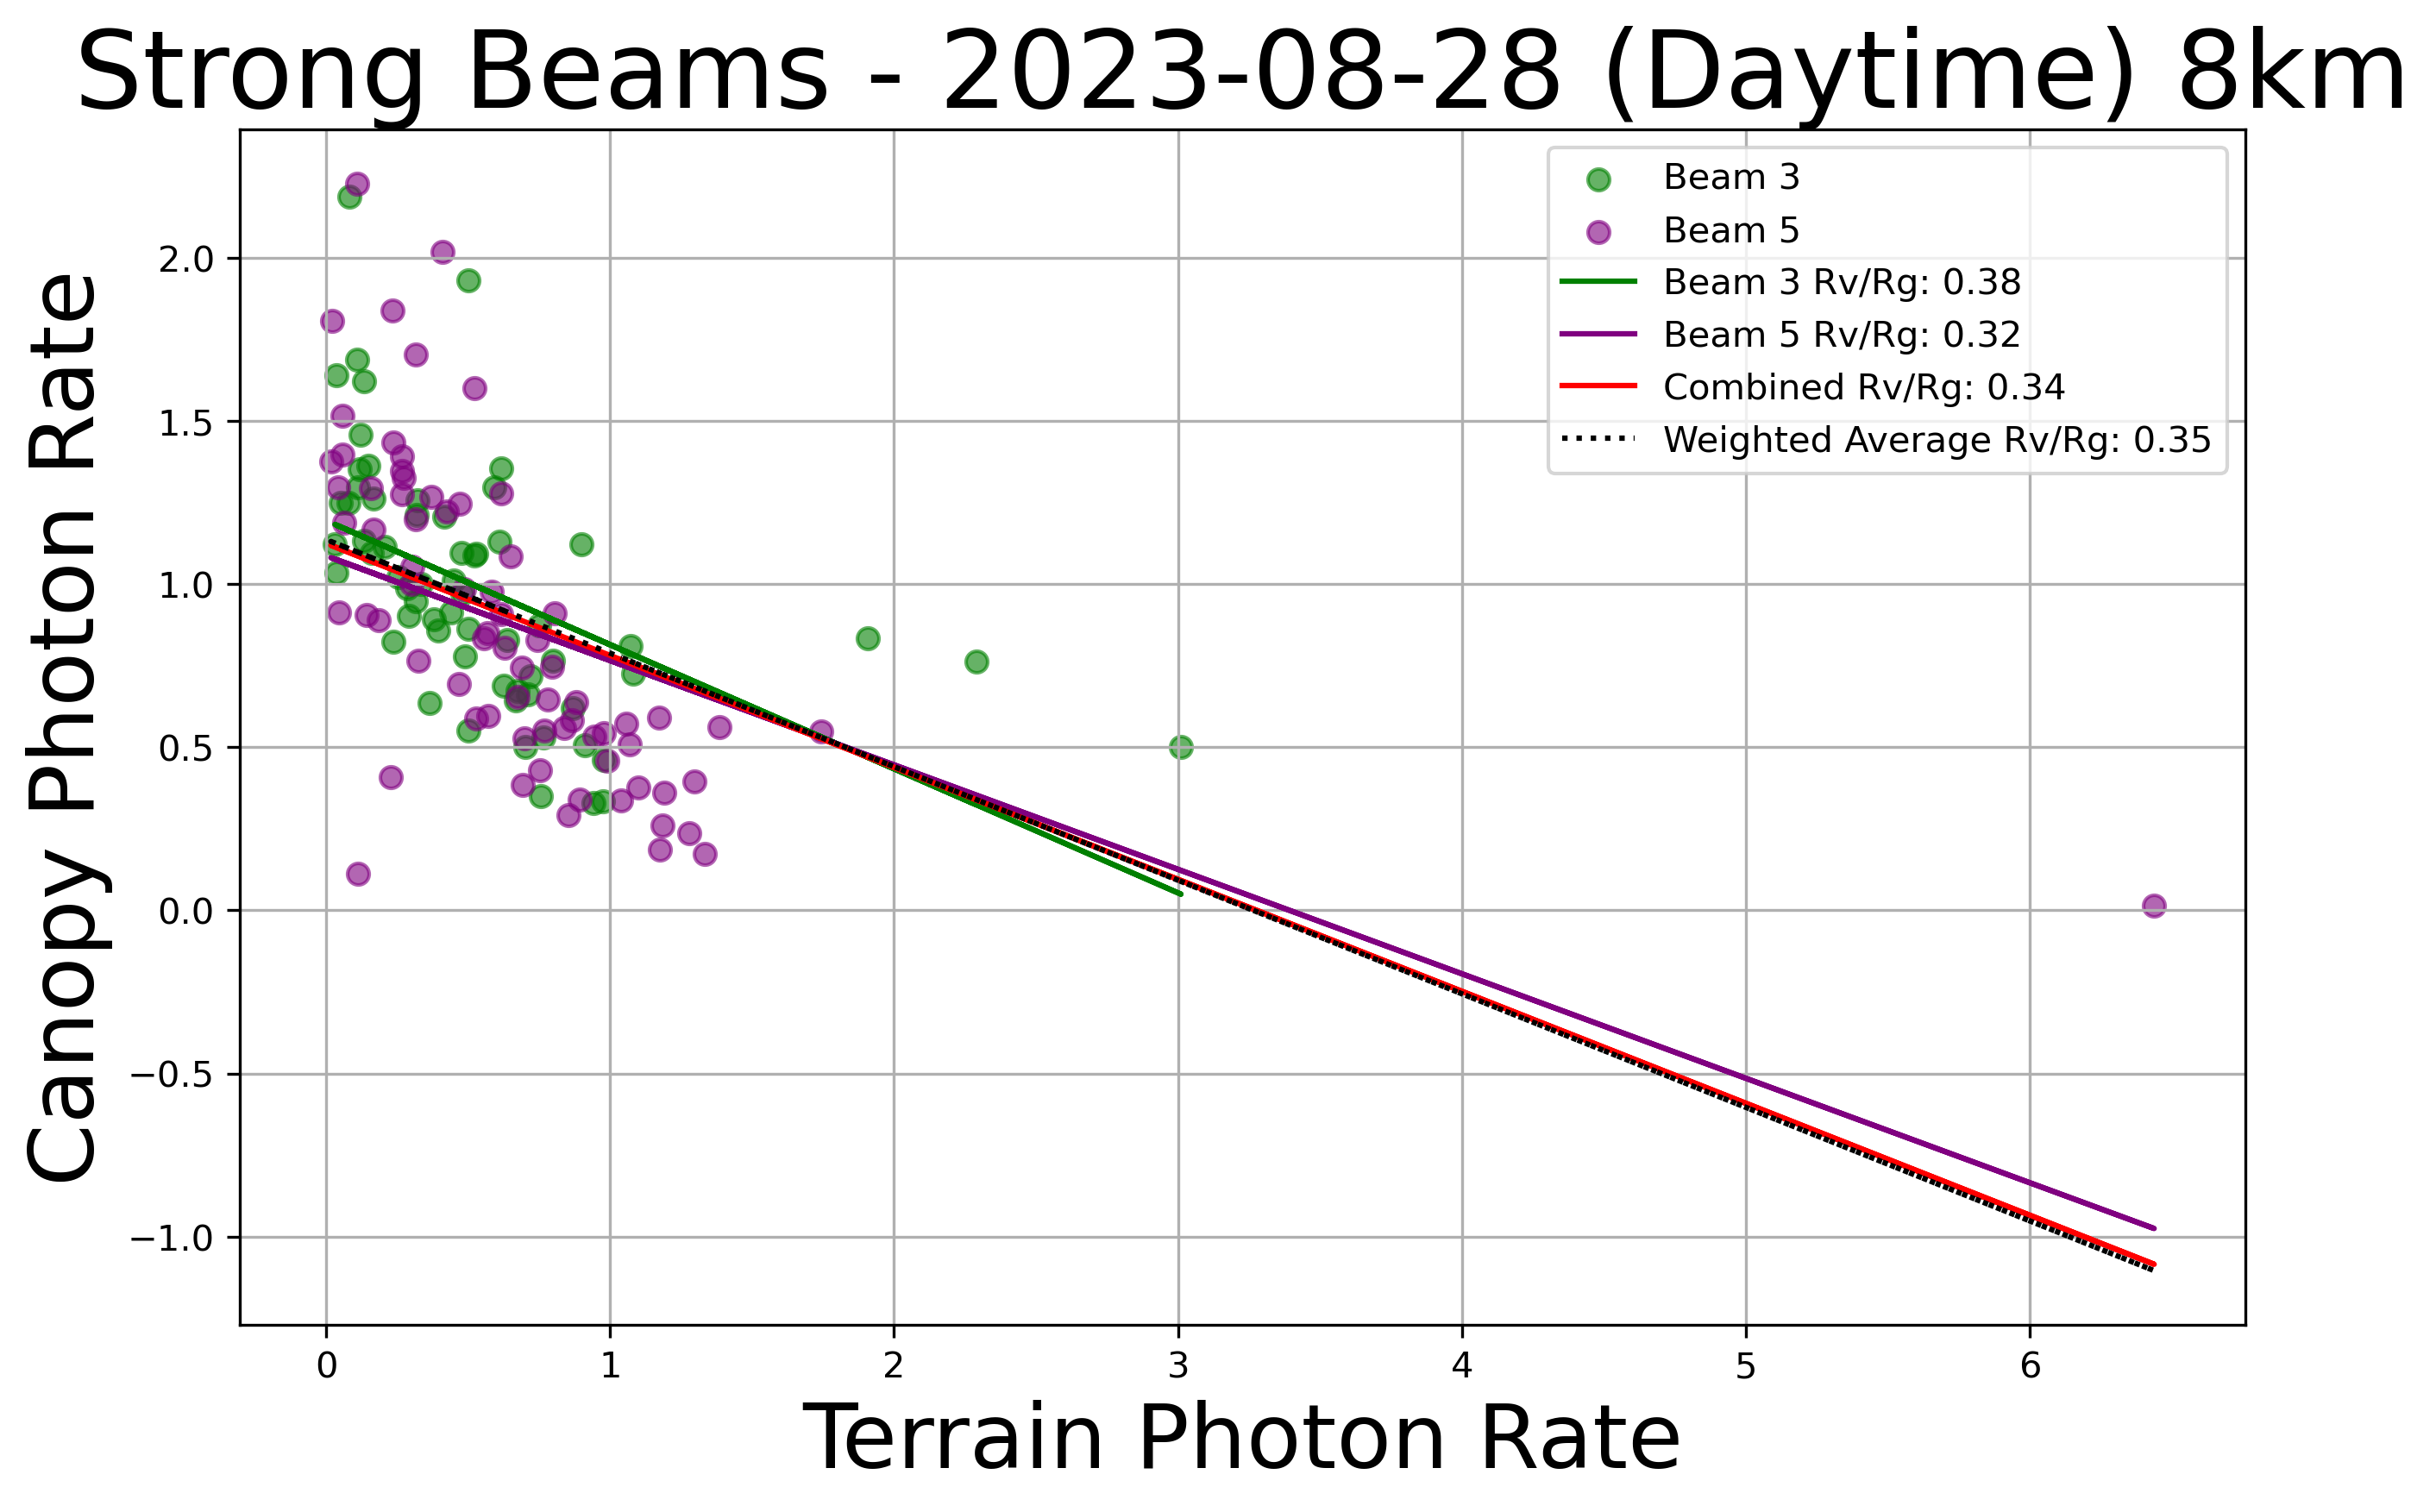 Strong Beams - 2023-08-28 (Daytime) 8km
Canopy Photon Rate
2.0
1.5
1.0
0.5
0.0
−0.5
−1.0
Beam 3
Beam 5
Beam 3 Rv/Rg: 0.38
Beam 5 Rv/Rg: 0.32
Combined Rv/Rg: 0.34
Weighted Average Rv/Rg: 0.35
0 1 2 3 4 5 6
Terrain Photon Rate